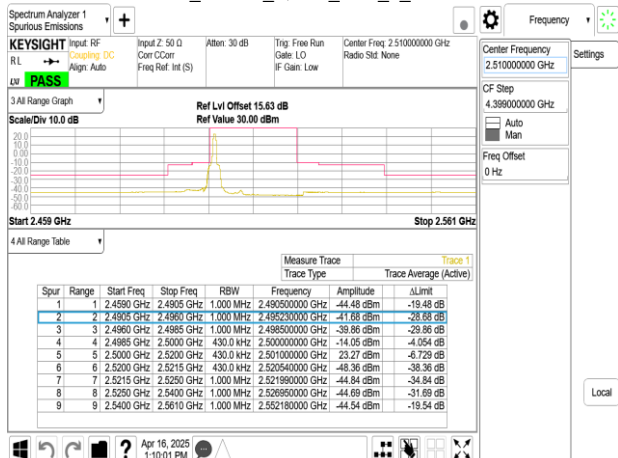 Spectrum Analyzer 1
Spurious Emissions
Frequency
KEYSIGHT Input: RF Input Z: 50 Ω Atten: 30 dB Trig: Free Run Center Freq: 2.510000000 GHz
RL Coupling: DC Corr CCorr Gate: LO Radio Std: None
Align: Auto Freq Ref: Int (S) IF Gain: Low
LXI PASS
Center Frequency
2.510000000 GHz
Settings
CF Step
4.399000000 GHz
Auto
Man
Freq Offset
0 Hz
3 All Range Graph
Ref Lvl Offset 15.63 dB
Scale/Div 10.0 dB Ref Value 30.00 dBm
20.0
10.0
0.00
-10.0
-20.0
-30.0
-40.0
-50.0
-60.0
Start 2.459 GHz Stop 2.561 GHz
4 All Range Table
Measure Trace Trace 1
Trace Type Trace Average (Active)
Spur Range Start Freq Stop Freq RBW Frequency Amplitude ΔLimit
1 1 2.4590 GHz 2.4905 GHz 1.000 MHz 2.490500000 GHz -44.48 dBm -19.48 dB
2 2 2.4905 GHz 2.4960 GHz 1.000 MHz 2.495230000 GHz -41.68 dBm -28.68 dB
3 3 2.4960 GHz 2.4985 GHz 1.000 MHz 2.498500000 GHz -39.86 dBm -29.86 dB
4 4 2.4985 GHz 2.5000 GHz 430.0 kHz 2.500000000 GHz -14.05 dBm -4.054 dB
5 5 2.5000 GHz 2.5200 GHz 430.0 kHz 2.501000000 GHz 23.27 dBm -6.729 dB
6 6 2.5200 GHz 2.5215 GHz 430.0 kHz 2.520540000 GHz -48.36 dBm -38.36 dB
7 7 2.5215 GHz 2.5250 GHz 1.000 MHz 2.521990000 GHz -44.84 dBm -34.84 dB
8 8 2.5250 GHz 2.5400 GHz 1.000 MHz 2.526950000 GHz -44.69 dBm -31.69 dB
9 9 2.5400 GHz 2.5610 GHz 1.000 MHz 2.552180000 GHz -44.54 dBm -19.54 dB
Local
? Apr 16, 2025
1:10:01 PM